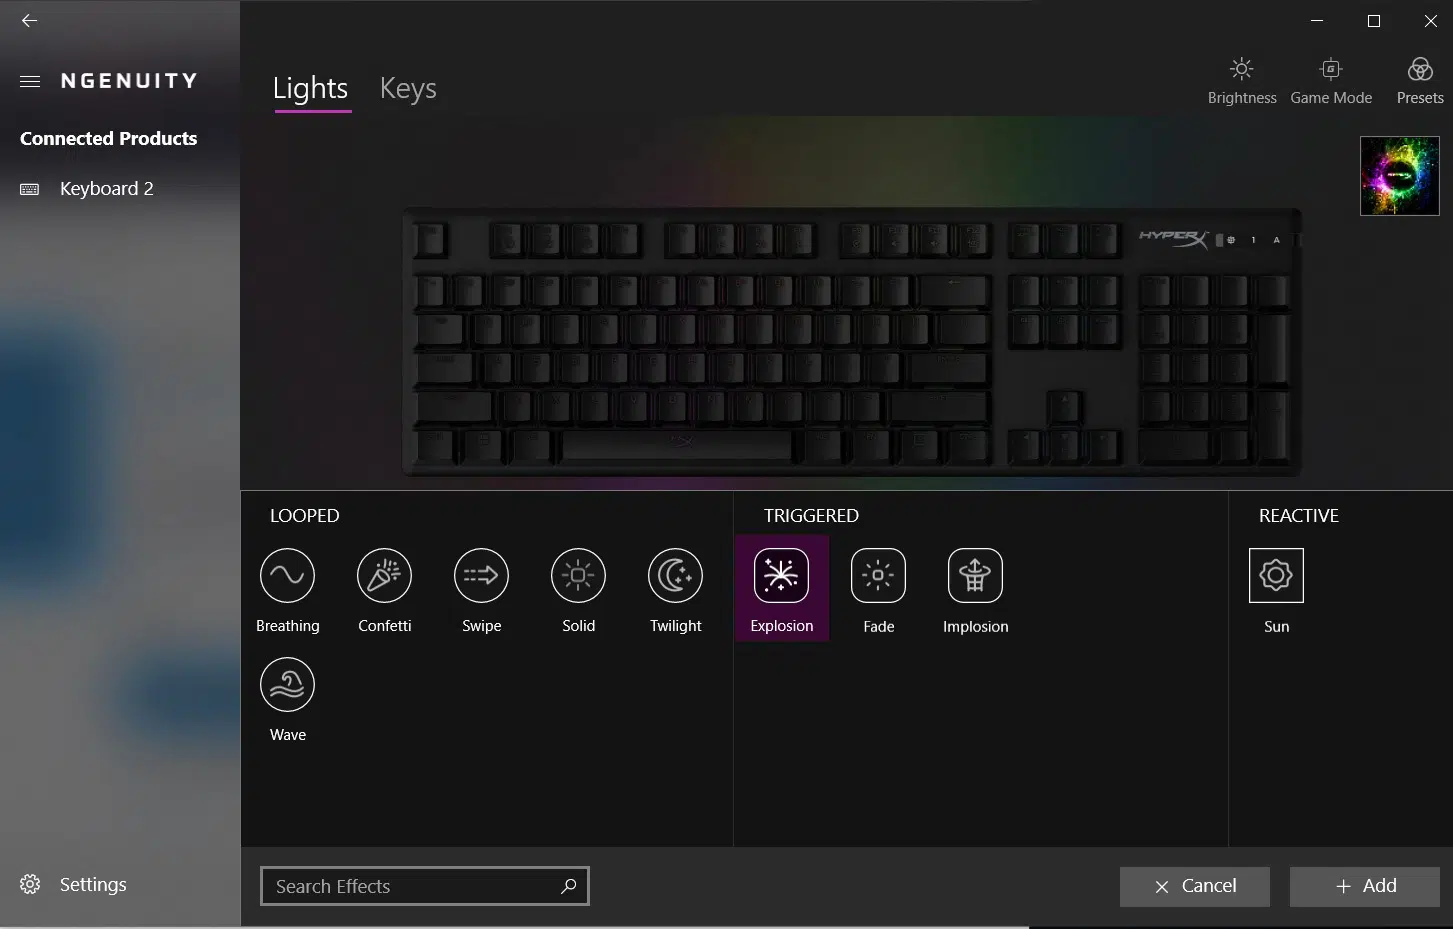 NGENUITY
Connected Products
Keyboard 2
Settings
Lights Keys
Brightness Game Mode Presets
HYPERX 1 A
LOOPED
Breathing Confetti Swipe Solid Twilight
Wave
TRIGGERED
Explosion Fade Implosion
REACTIVE
Sun
Search Effects
Cancel
Add